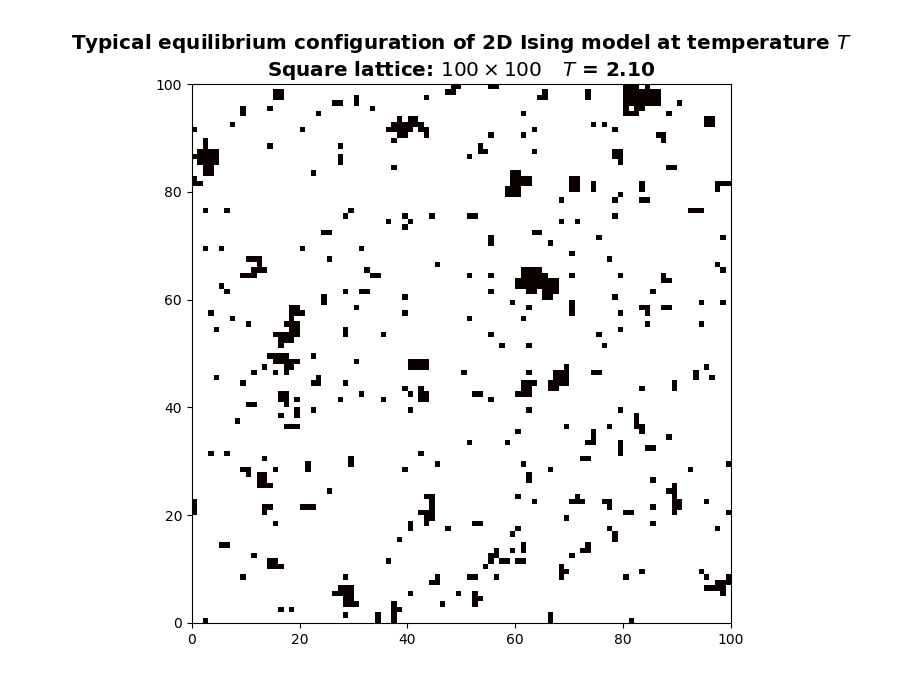 Typical equilibrium configuration of 2D Ising model at temperature T
Square lattice: 100 × 100 T = 2.10
100
80
60
40
20
0
0 20 40 60 80 100